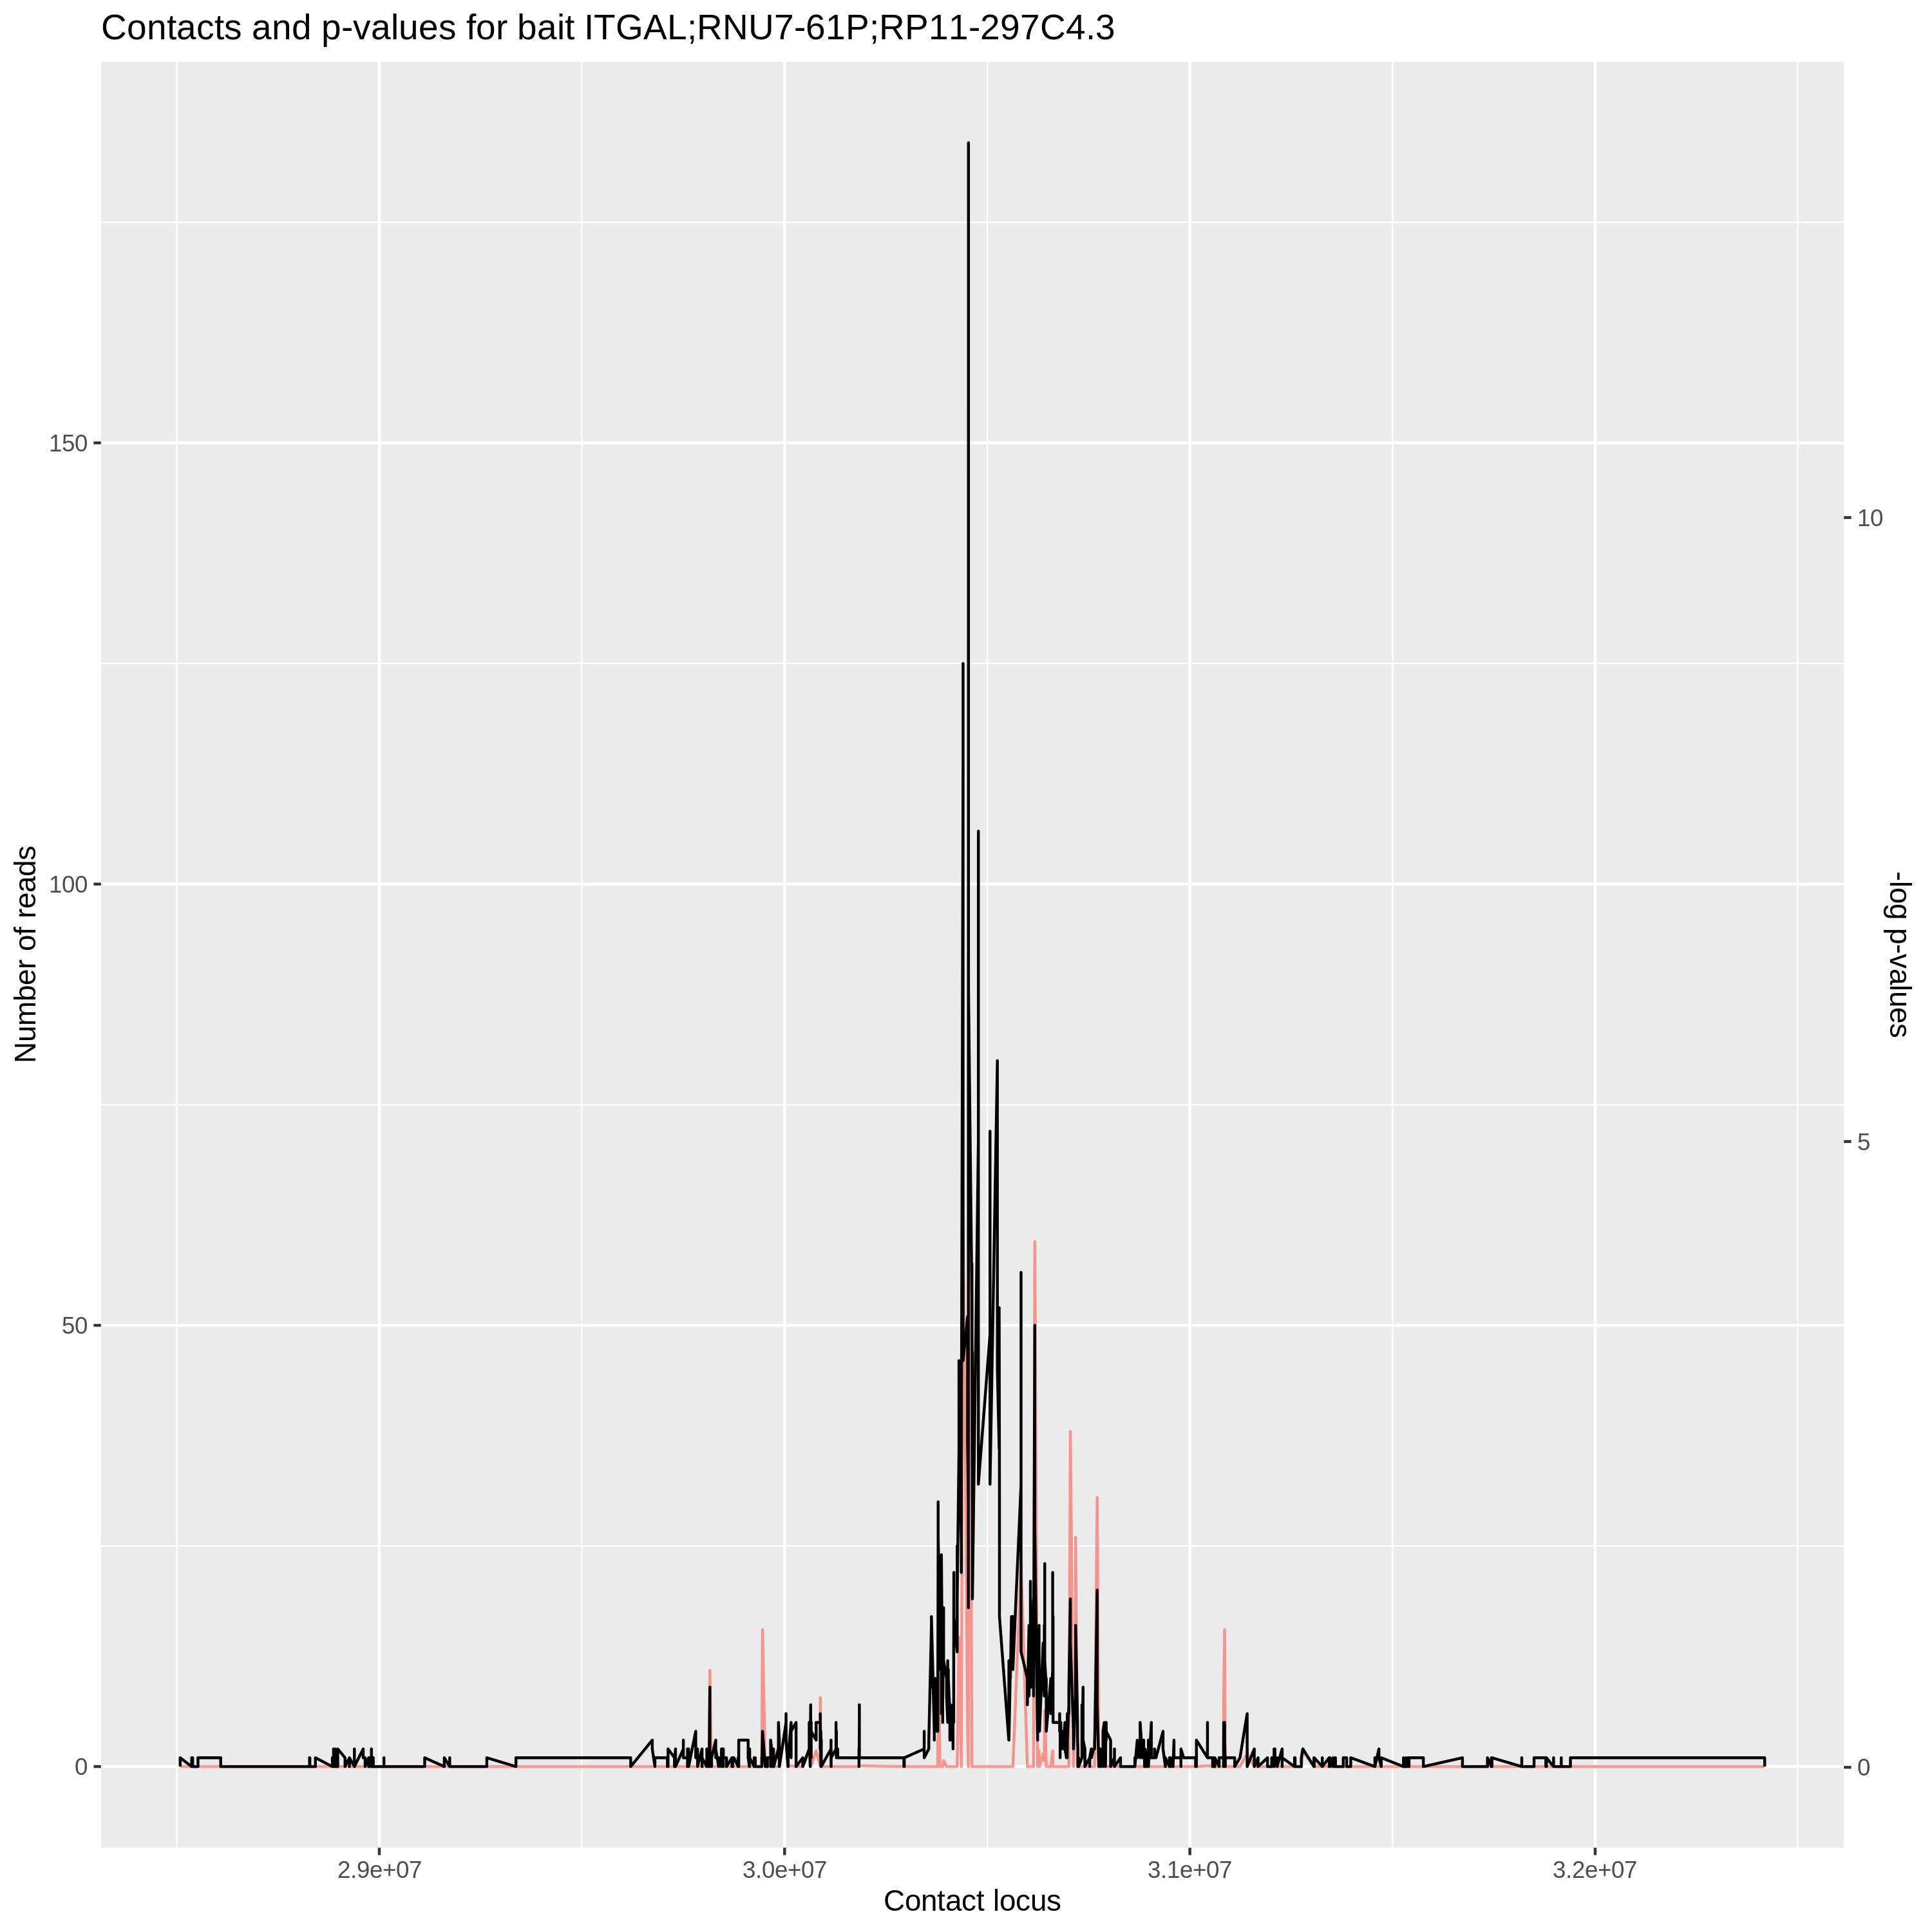 Contacts and p-values for bait ITGAL;RNU7-61P;RP11-297C4.3
150
100
50
0
Number of reads
10
5
0
-log p-values
2.9e+07
3.0e+07
3.1e+07
3.2e+07
Contact locus